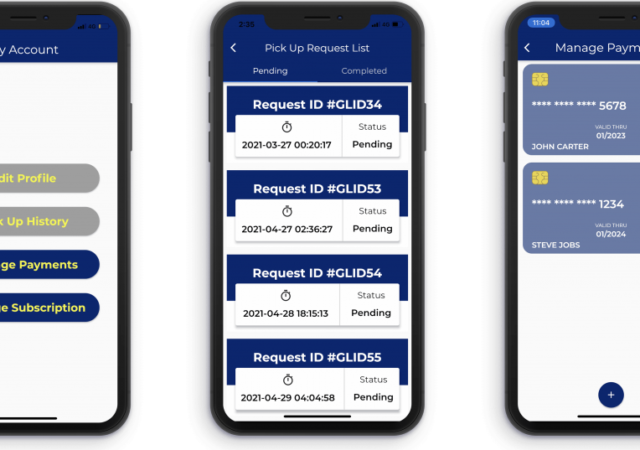 y Account
dit Profile
k Up History
ge Payments
e Subscription
2:35
4G
Pick Up Request List
Pending
Completed
Request ID #GLID34
Status
2021-03-27 00:20:17
Pending
Request ID #GLID53
Status
2021-04-27 02:36:27
Pending
Request ID #GLID54
Status
2021-04-28 18:15:13
Pending
Request ID #GLID55
Status
2021-04-29 04:04:58
Pending
11:04
Manage Paym
**** **** **** 5678
VALID THRU
01/2023
JOHN CARTER
**** **** **** 1234
VALID THRU
01/2024
STEVE JOBS
+